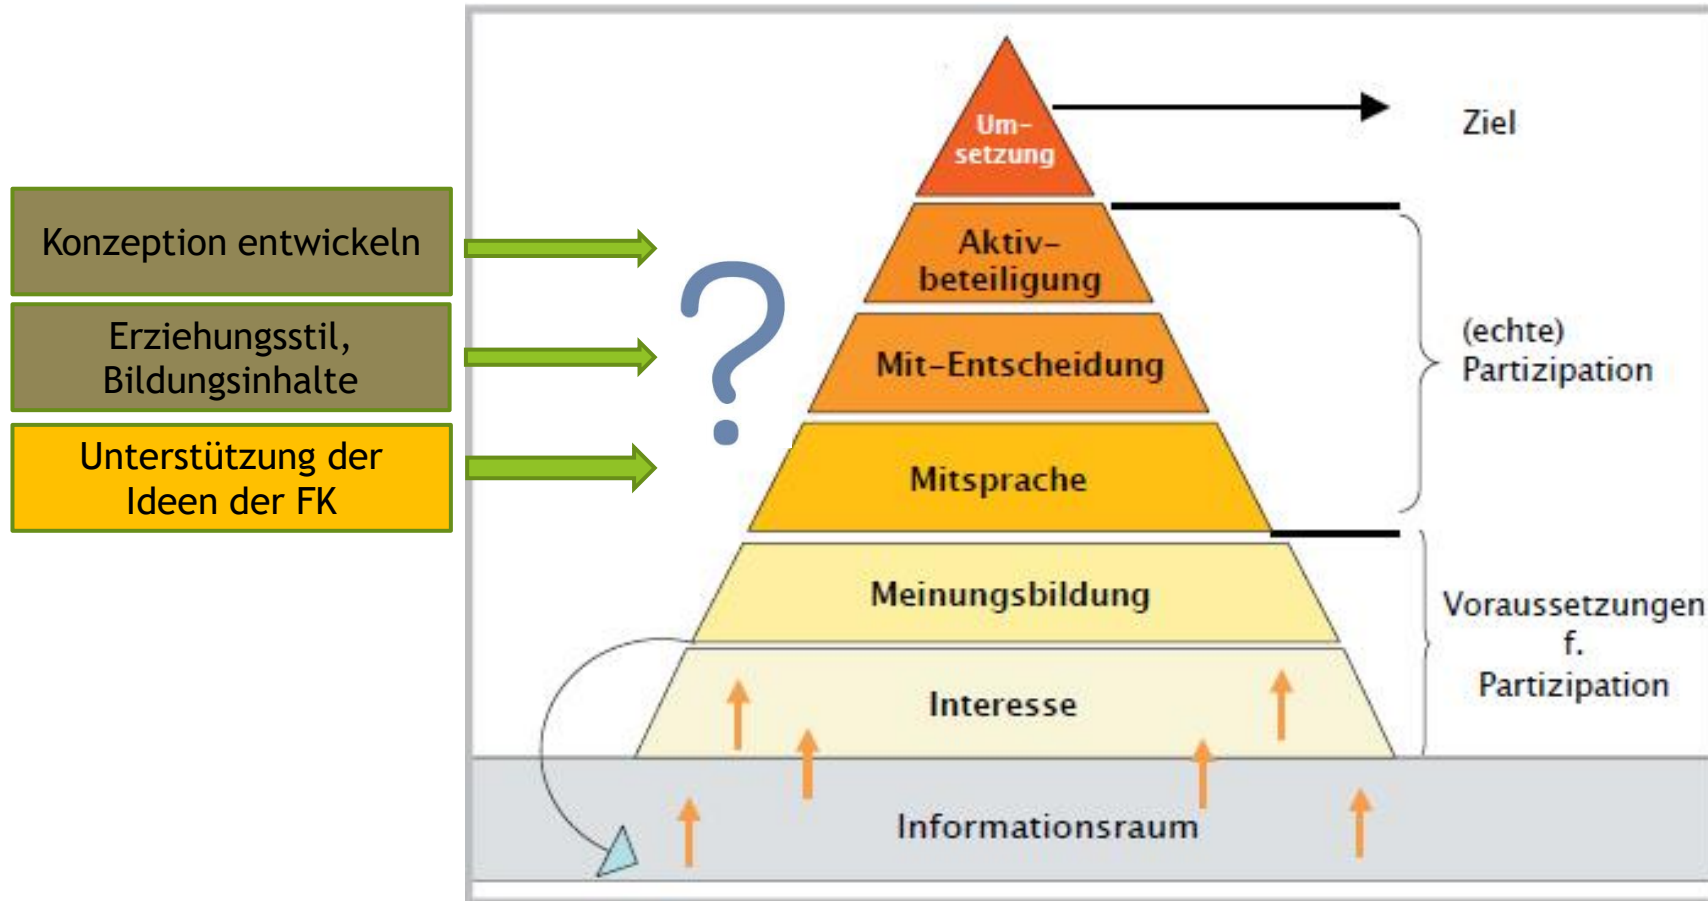 Konzeption entwickeln
Erziehungsstil,
Bildungsinhalte
Unterstützung der
Ideen der FK
?
Um-
setzung
Aktiv-
beteiligung
Mit-Entscheidung
Mitsprache
Meinungsbildung
Interesse
Informationsraum
Ziel
(echte)
Partizipation
Voraussetzungen
f.
Partizipation